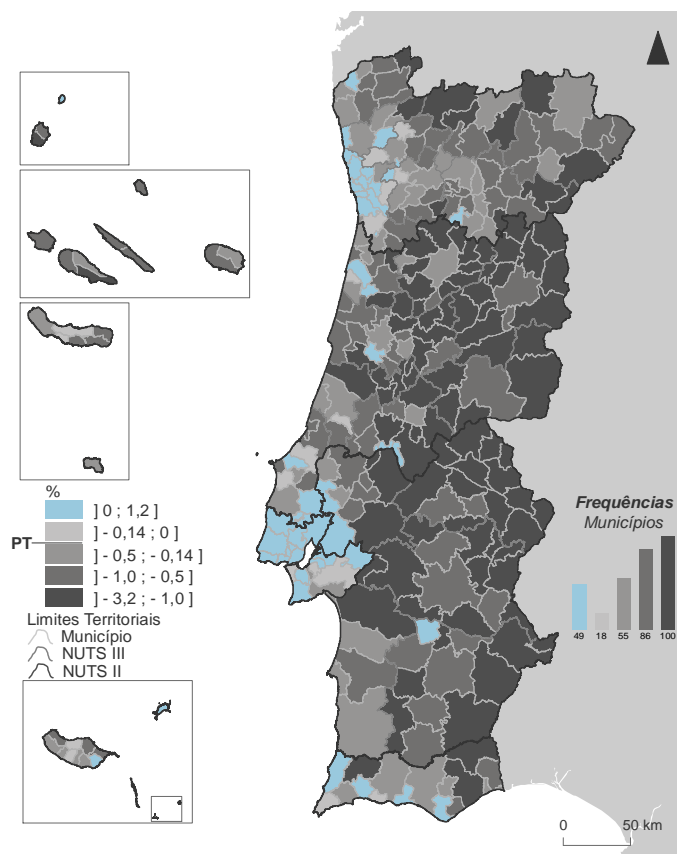 %
] 0 ; 1,2 ]
] - 0,14 ; 0 ]
PT
] - 0,5 ; - 0,14 ]
] - 1,0 ; - 0,5 ]
] - 3,2 ; - 1,0 ]
Limites Territoriais
Município
NUTS III
NUTS II
Frequências
Municípios
49 18 55 86 100
0 50 km